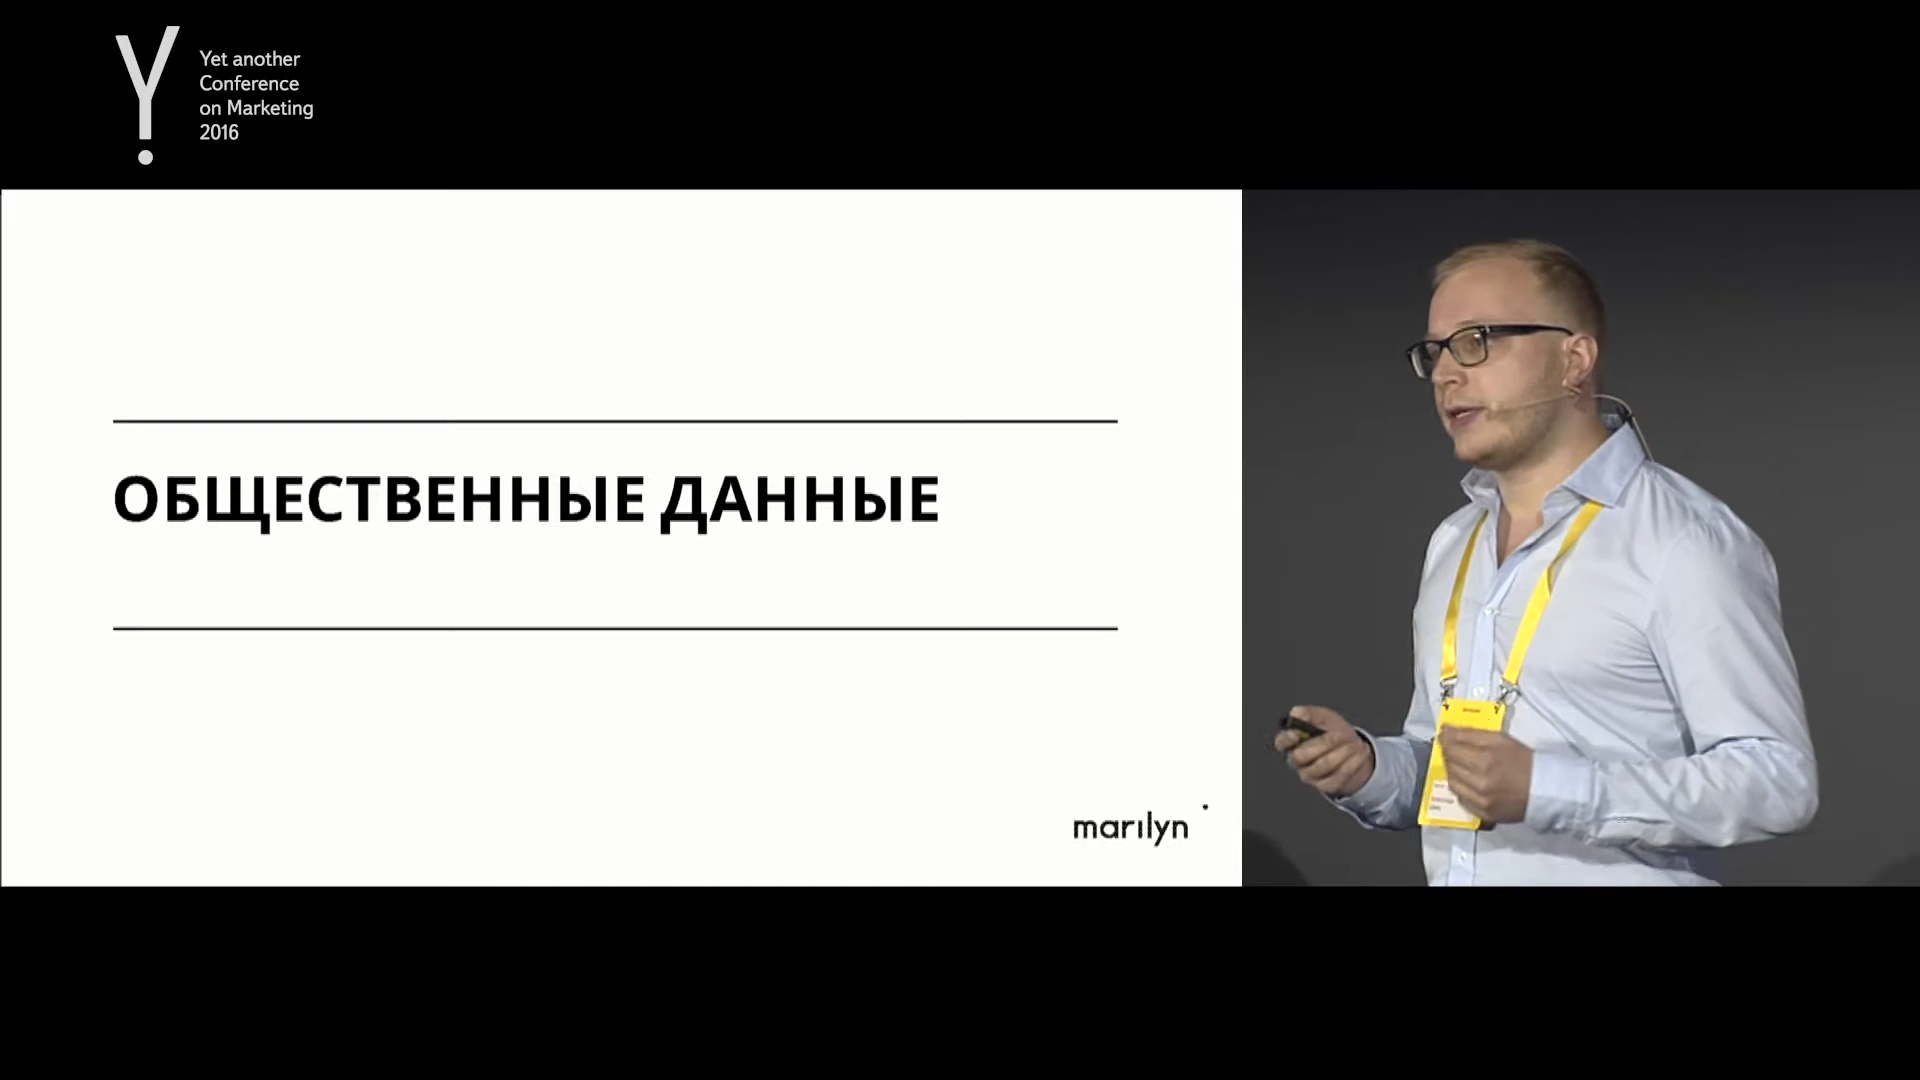 Yet another
Conference
on Marketing
2016
ОБЩЕСТВЕННЫЕ ДАННЫЕ
marilyn